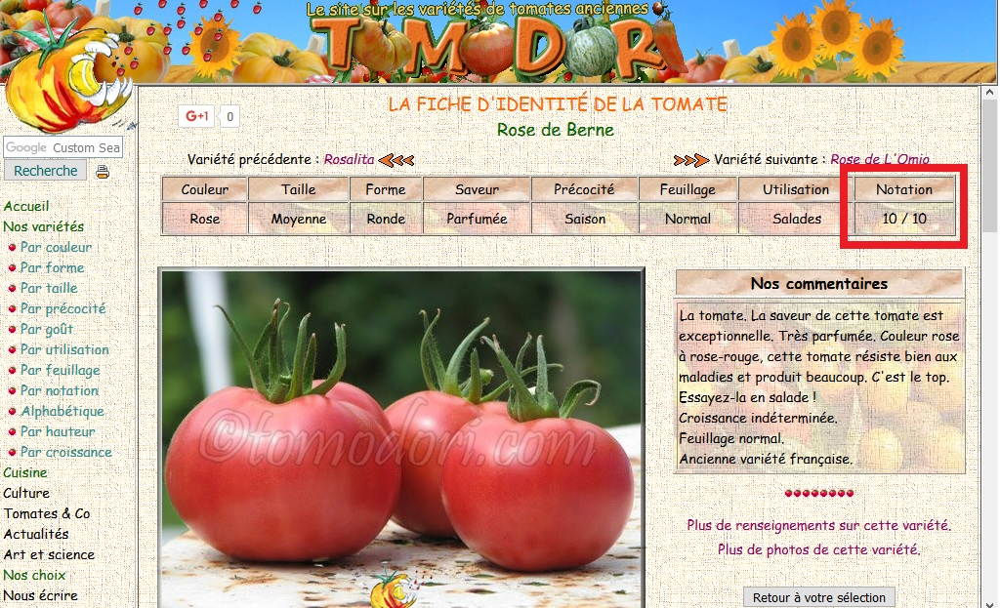 Le site sur les variétés de tomates anciennes
TOMODORI
G+1 0
LA FICHE D'IDENTITÉ DE LA TOMATE
Rose de Berne
Google Custom Sea
Recherche
Variété précédente : Rosalita
Variété suivante : Rose de L'Omio
Couleur Taille Forme Saveur Précocité Feuillage Utilisation Notation
Rose Moyenne Ronde Parfumée Saison Normal Salades 10 / 10
Accueil
Nos variétés
Par couleur
Par forme
Par taille
Par précocité
Par goût
Par utilisation
Par feuillage
Par notation
Alphabétique
Par hauteur
Par croissance
Cuisine
Culture
Tomates & Co
Actualités
Art et science
Nos choix
Nous écrire
©tomodori.com
Nos commentaires
La tomate. La saveur de cette tomate est
exceptionnelle. Très parfumée. Couleur rose
à rose-rouge, cette tomate résiste bien aux
maladies et produit beaucoup. C'est le top.
Essayez-la en salade !
Croissance indéterminée.
Feuillage normal.
Ancienne variété française.
Plus de renseignements sur cette variété.
Plus de photos de cette variété.
Retour à votre sélection